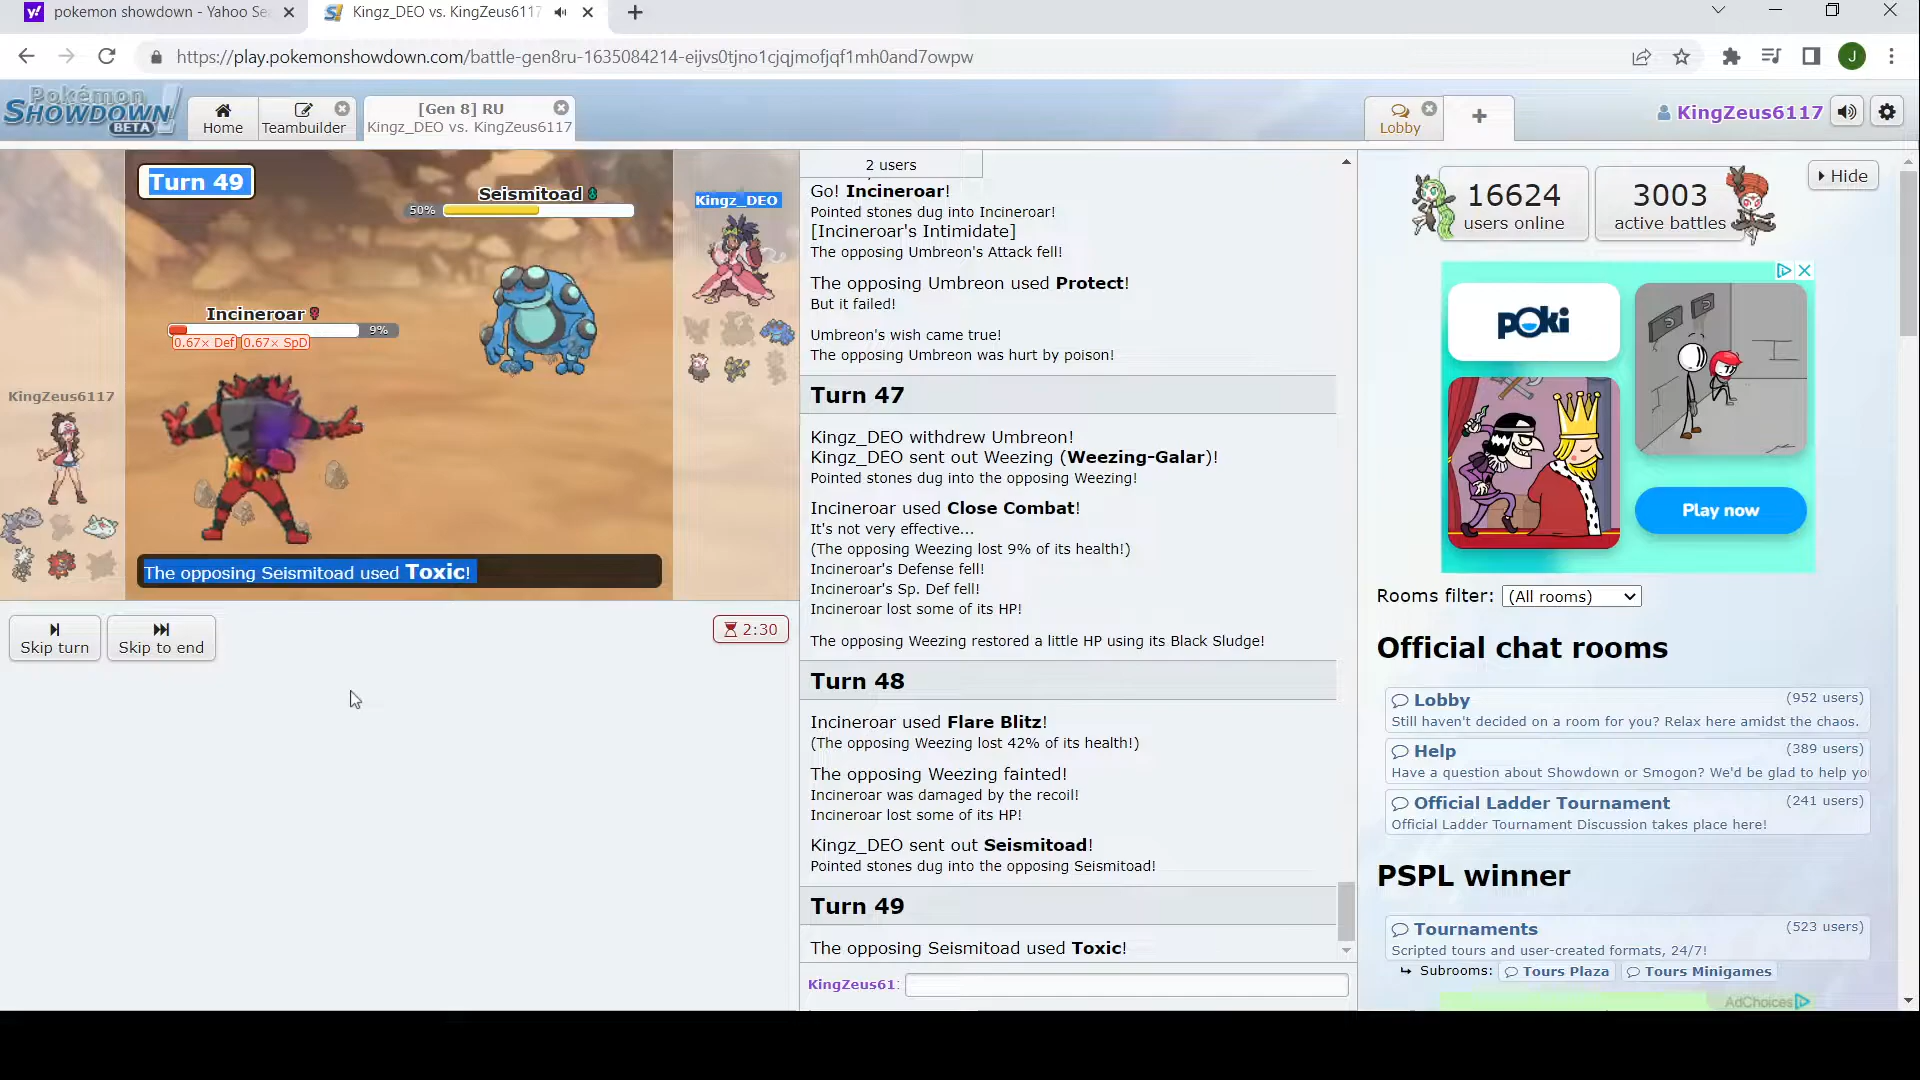 pokemon showdown - Yahoo Sea
Kingz_DEO vs. KingZeus6117
https://play.pokemonshowdown.com/battle-gen8ru-1635084214-eijvs0tjno1cjqjmofjqf1mh0and7owpw
J
Pokémon
SHOWDOWN!
BETA
Home
Teambuilder
[Gen 8] RU
Kingz_DEO vs. KingZeus6117
Lobby
KingZeus6117
Turn 49
Seismitoad
50%
Incineroar
9%
0.67× Def 0.67× SpD
Kingz_DEO
KingZeus6117
The opposing Seismitoad used Toxic!
Skip turn
Skip to end
2:30
2 users
Go! Incineroar!
Pointed stones dug into Incineroar!
[Incineroar's Intimidate]
The opposing Umbreon's Attack fell!
The opposing Umbreon used Protect!
But it failed!
Umbreon's wish came true!
The opposing Umbreon was hurt by poison!
Turn 47
Kingz_DEO withdrew Umbreon!
Kingz_DEO sent out Weezing (Weezing-Galar)!
Pointed stones dug into the opposing Weezing!
Incineroar used Close Combat!
It's not very effective...
(The opposing Weezing lost 9% of its health!)
Incineroar's Defense fell!
Incineroar's Sp. Def fell!
Incineroar lost some of its HP!
The opposing Weezing restored a little HP using its Black Sludge!
Turn 48
Incineroar used Flare Blitz!
(The opposing Weezing lost 42% of its health!)
The opposing Weezing fainted!
Incineroar was damaged by the recoil!
Incineroar lost some of its HP!
Kingz_DEO sent out Seismitoad!
Pointed stones dug into the opposing Seismitoad!
Turn 49
The opposing Seismitoad used Toxic!
KingZeus61:
16624
users online
3003
active battles
Hide
poki
Play now
Rooms filter: (All rooms)
Official chat rooms
Lobby (952 users)
Still haven't decided on a room for you? Relax here amidst the chaos.
Help (389 users)
Have a question about Showdown or Smogon? We'd be glad to help yo
Official Ladder Tournament (241 users)
Official Ladder Tournament Discussion takes place here!
PSPL winner
Tournaments (523 users)
Scripted tours and user-created formats, 24/7!
Subrooms: Tours Plaza Tours Minigames
AdChoices